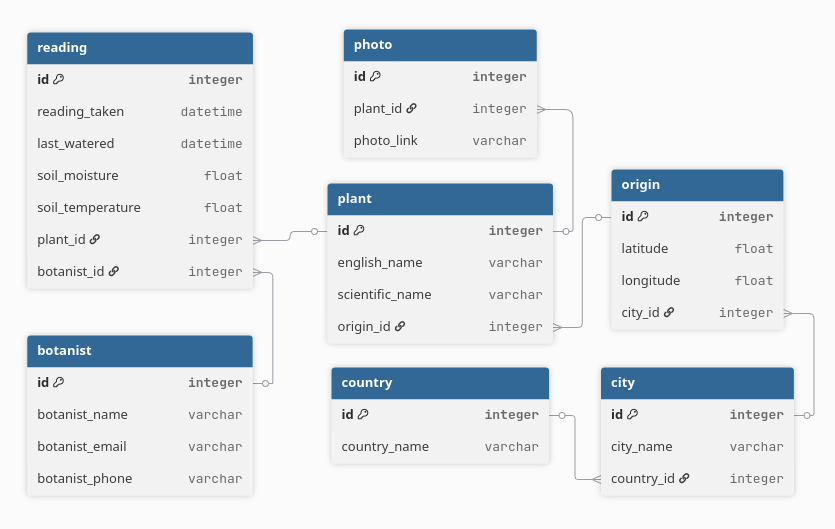 reading
id integer
reading_taken datetime
last_watered datetime
soil_moisture float
soil_temperature float
plant_id integer
botanist_id integer
photo
id integer
plant_id integer
photo_link varchar
plant
id integer
english_name varchar
scientific_name varchar
origin_id integer
origin
id integer
latitude float
longitude float
city_id integer
botanist
id integer
botanist_name varchar
botanist_email varchar
botanist_phone varchar
country
id integer
country_name varchar
city
id integer
city_name varchar
country_id integer